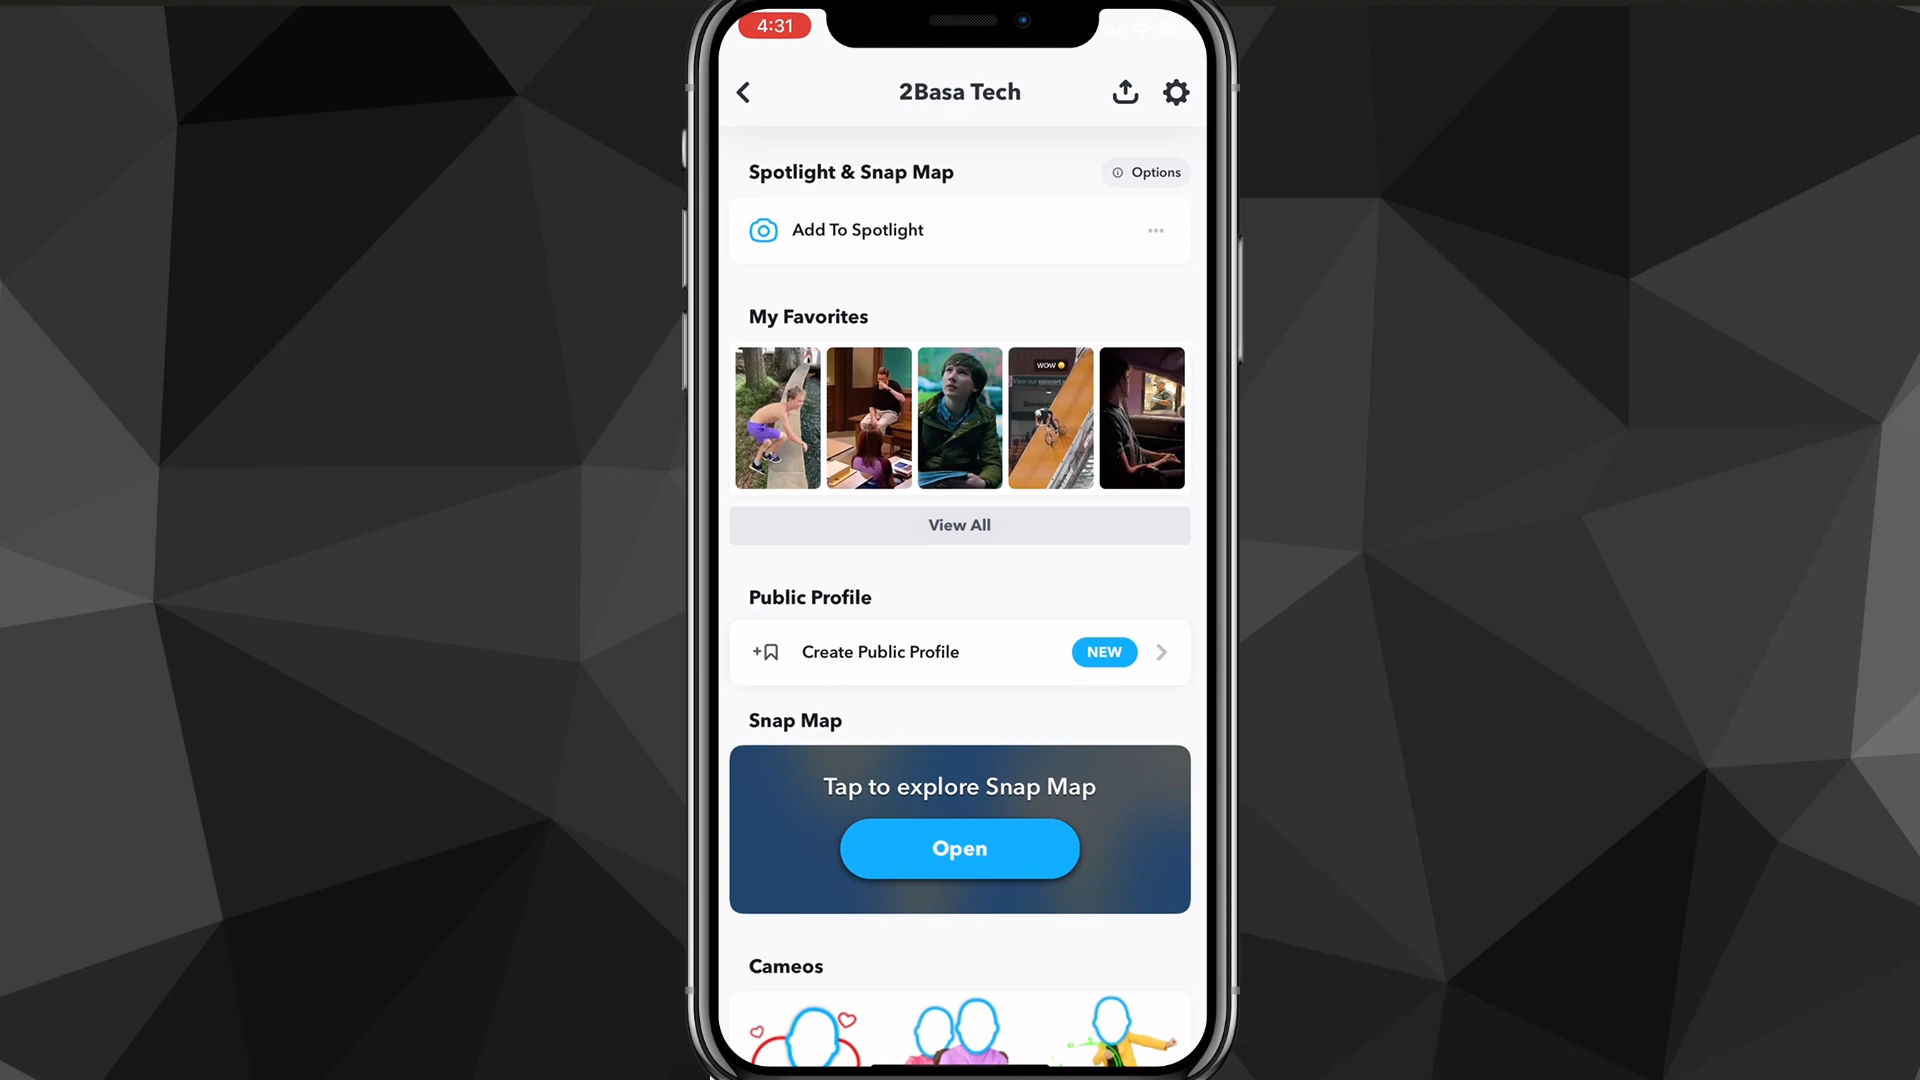 4:31
2Basa Tech
Spotlight & Snap Map
Options
Add To Spotlight
My Favorites
WOW
View All
Public Profile
Create Public Profile
NEW
Snap Map
Tap to explore Snap Map
Open
Cameos